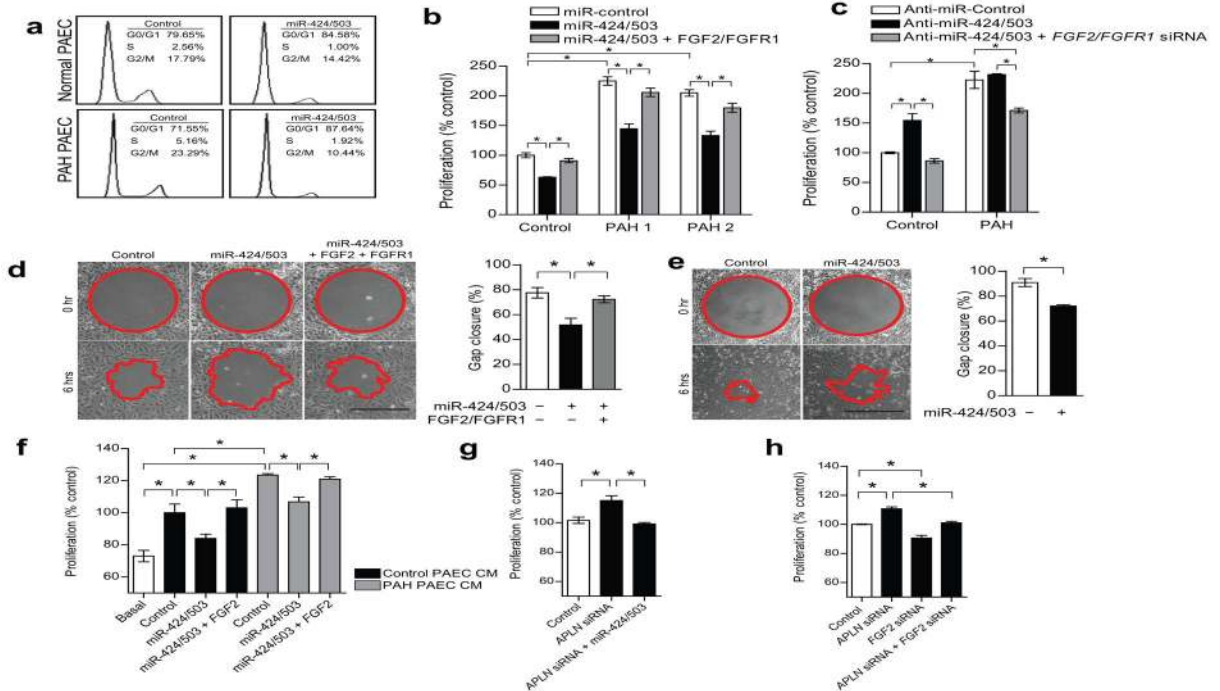 a
Normal PAEC
Control
G0/G1 79.65%
S 2.56%
G2/M 17.79%
miR-424/503
G0/G1 84.58%
S 1.00%
G2/M 14.42%
PAH PAEC
Control
G0/G1 71.55%
S 5.16%
G2/M 23.29%
miR-424/503
G0/G1 87.64%
S 1.92%
G2/M 10.44%
b
miR-control
miR-424/503
miR-424/503 + FGF2/FGFR1
Proliferation (% control)
250
200
150
100
50
0
* * * * * * * *
Control PAH 1 PAH 2
c
Anti-miR-Control
Anti-miR-424/503
Anti-miR-424/503 + FGF2/FGFR1 siRNA
Proliferation (% control)
250
200
150
100
50
0
* * * * *
Control PAH
d
Control
miR-424/503
miR-424/503
+ FGF2 + FGFR1
0 hr
6 hrs
Gap closure (%)
100
80
60
40
20
0
* *
miR-424/503 – + +
FGF2/FGFR1 – – +
e
Control
miR-424/503
0 hr
6 hrs
Gap closure (%)
100
80
60
40
20
0
*
miR-424/503 – +
f
Proliferation (% control)
140
120
100
80
60
* * * * * * *
Basal
Control
miR-424/503
miR-424/503 + FGF2
Control
miR-424/503
miR-424/503 + FGF2
Control PAEC CM
PAH PAEC CM
g
Proliferation (% control)
140
120
100
80
60
* *
Control
APLN siRNA
APLN siRNA + miR-424/503
h
Proliferation (% control)
140
120
100
80
60
* * *
Control
APLN siRNA
FGF2 siRNA
APLN siRNA + FGF2 siRNA